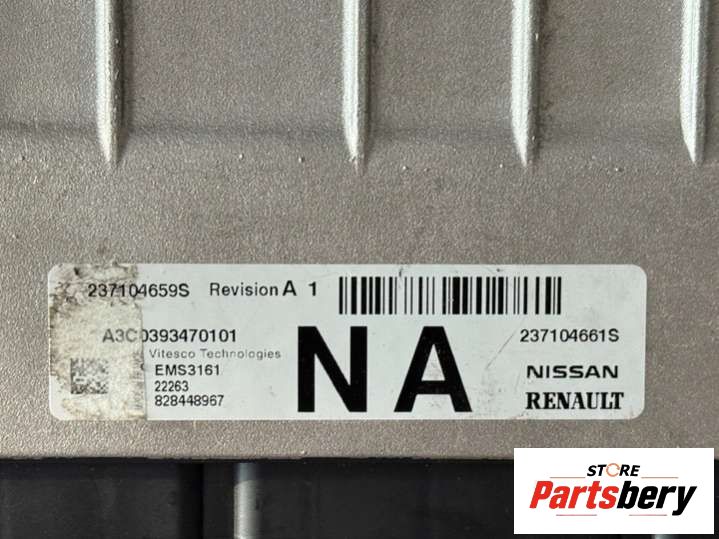 237104659S Revision A 1
A3C0393470101 NA 237104661S
Vitesco Technologies
EMS3161 NISSAN
22263 RENAULT
828448967
STORE
Partsbery